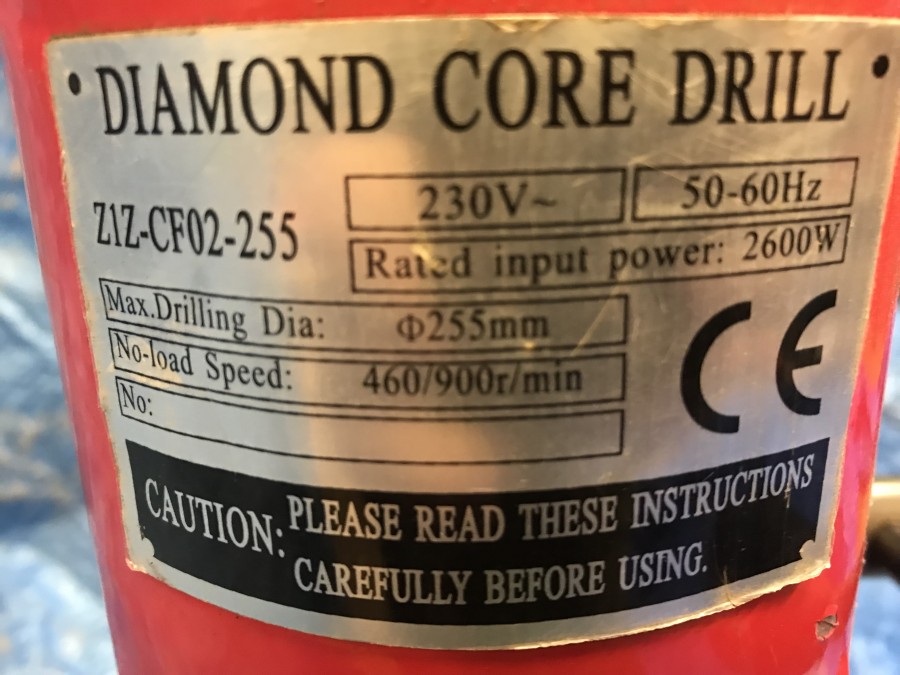 • DIAMOND CORE DRILL •
Z1Z-CF02-255
230V~ 50-60Hz
Rated input power: 2600W
Max.Drilling Dia: Φ255mm
No-load Speed: 460/900r/min
No:
CE
CAUTION: PLEASE READ THESE INSTRUCTIONS
CAREFULLY BEFORE USING.